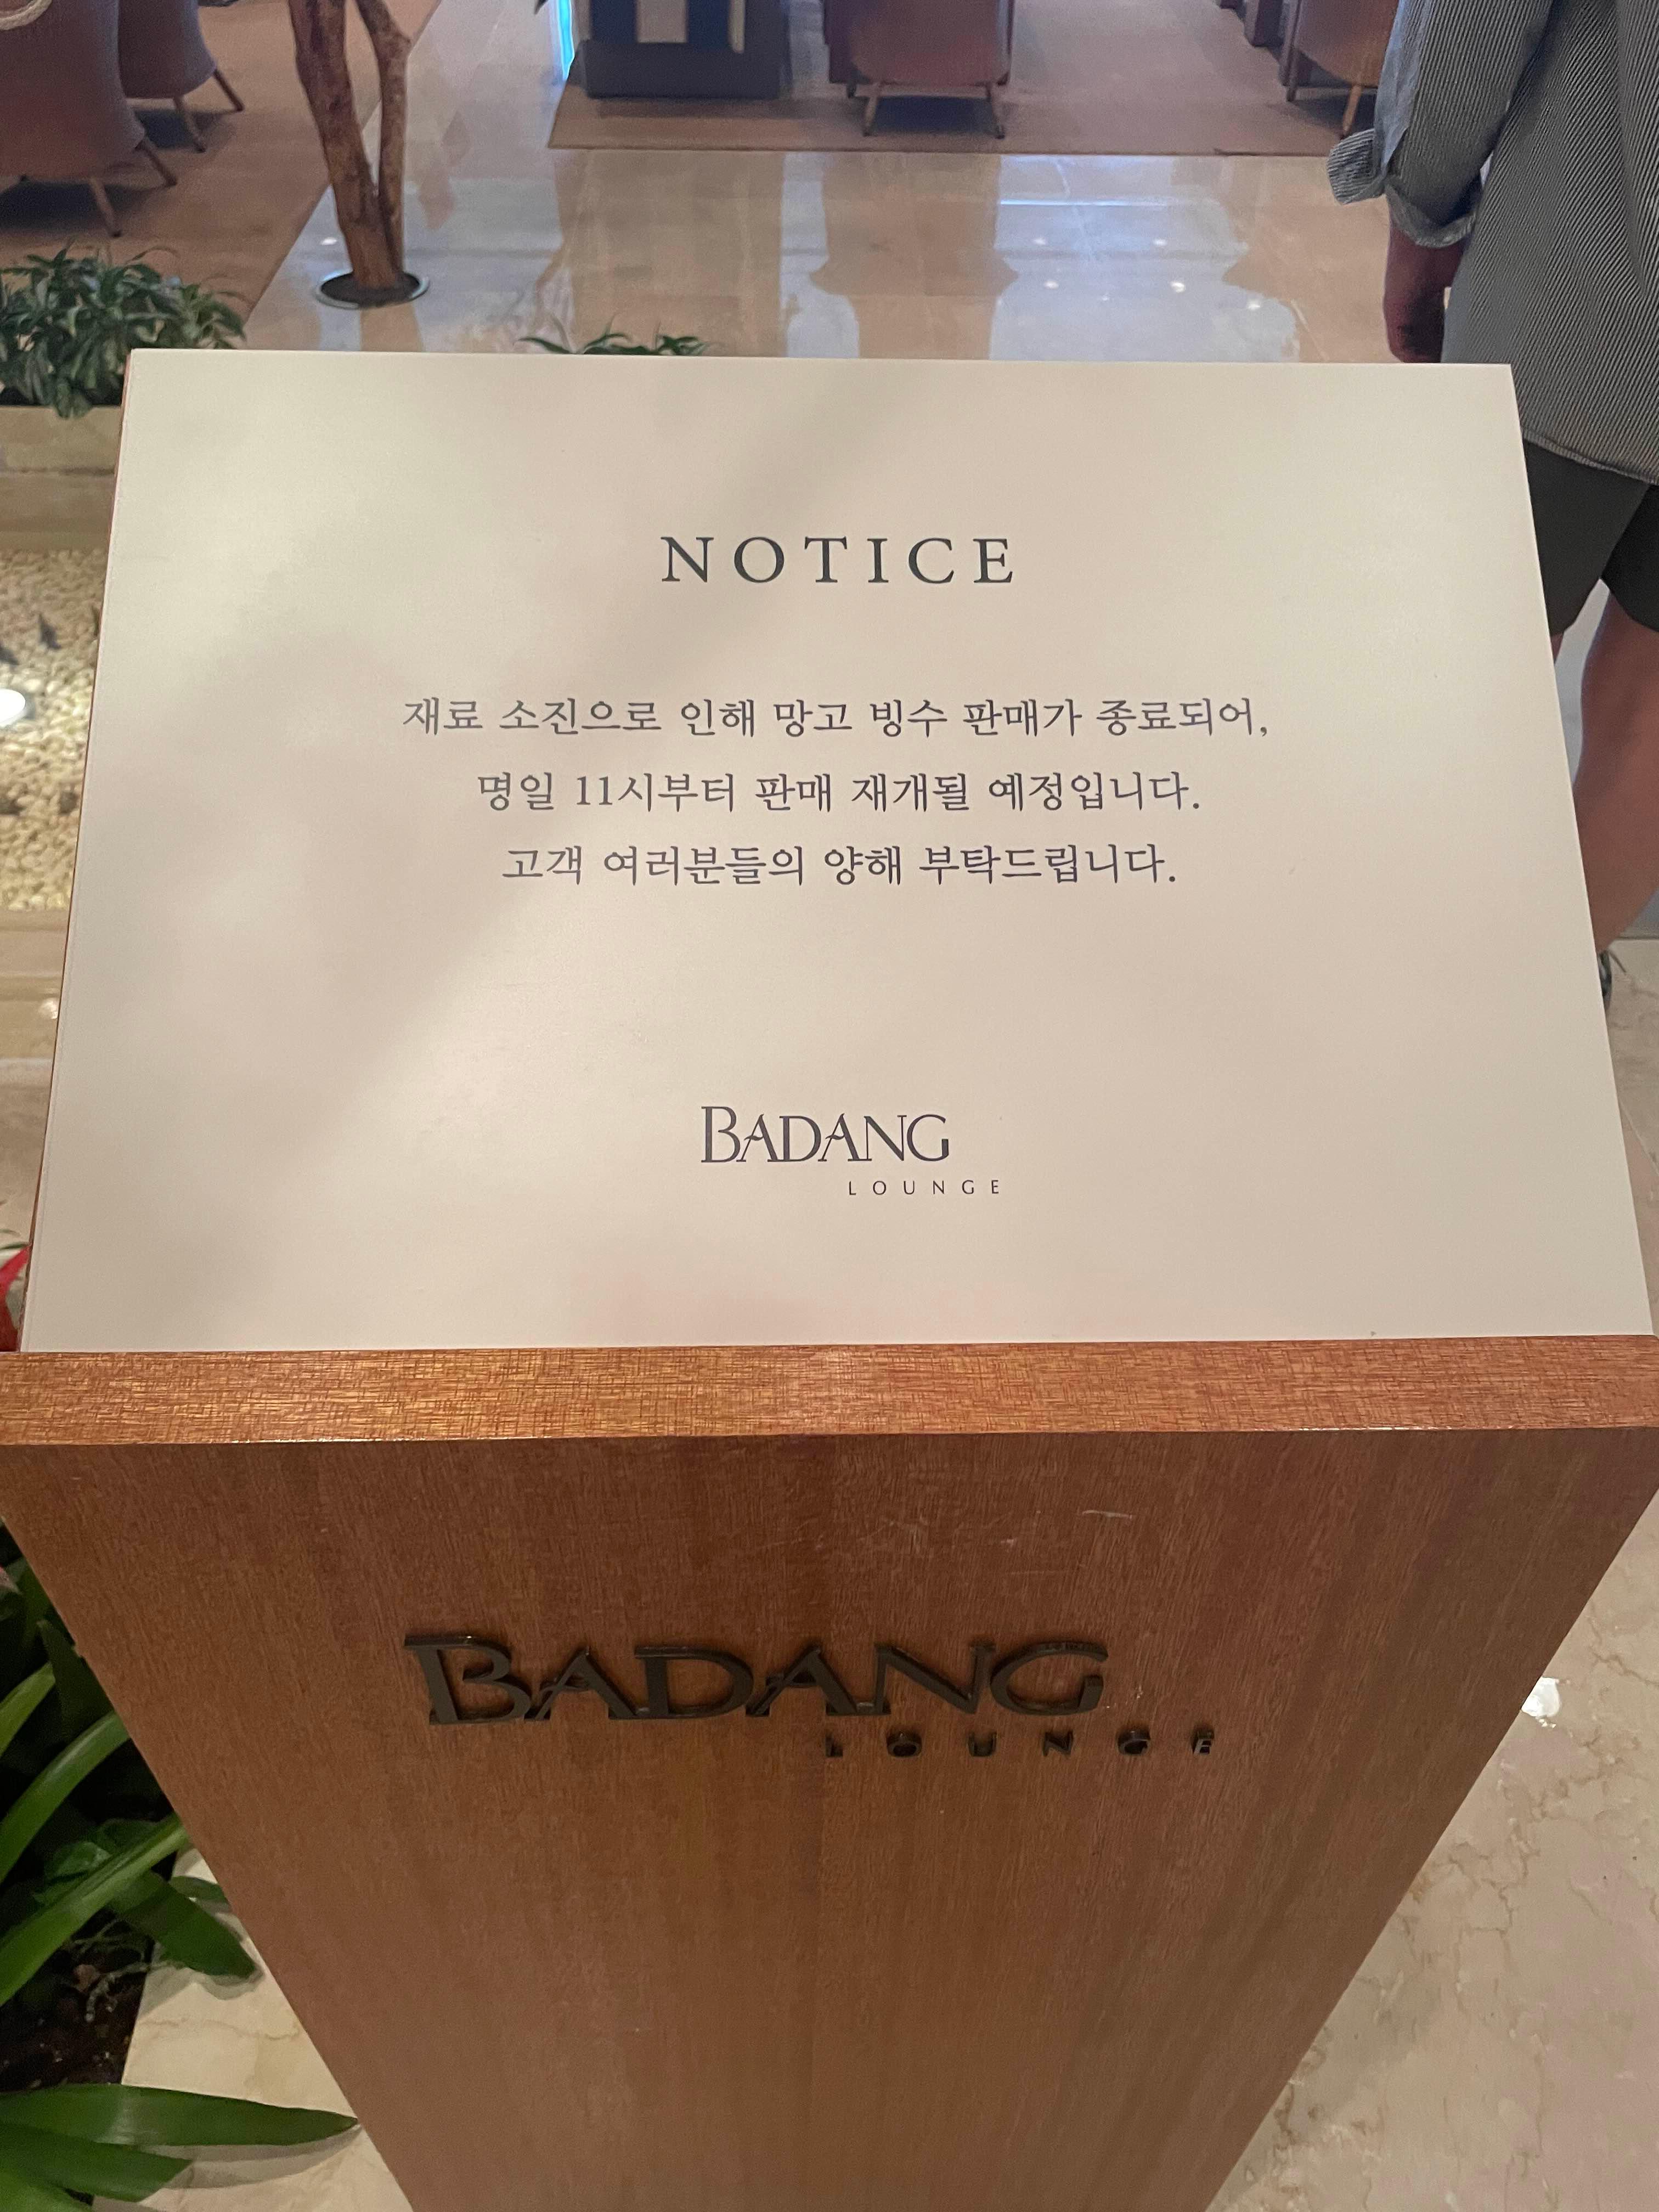 NOTICE
재료 소진으로 인해 망고 빙수 판매가 종료되어,
명일 11시부터 판매 재개될 예정입니다.
고객 여러분들의 양해 부탁드립니다.
BADANG
LOUNGE
BADANG
LOUNGE